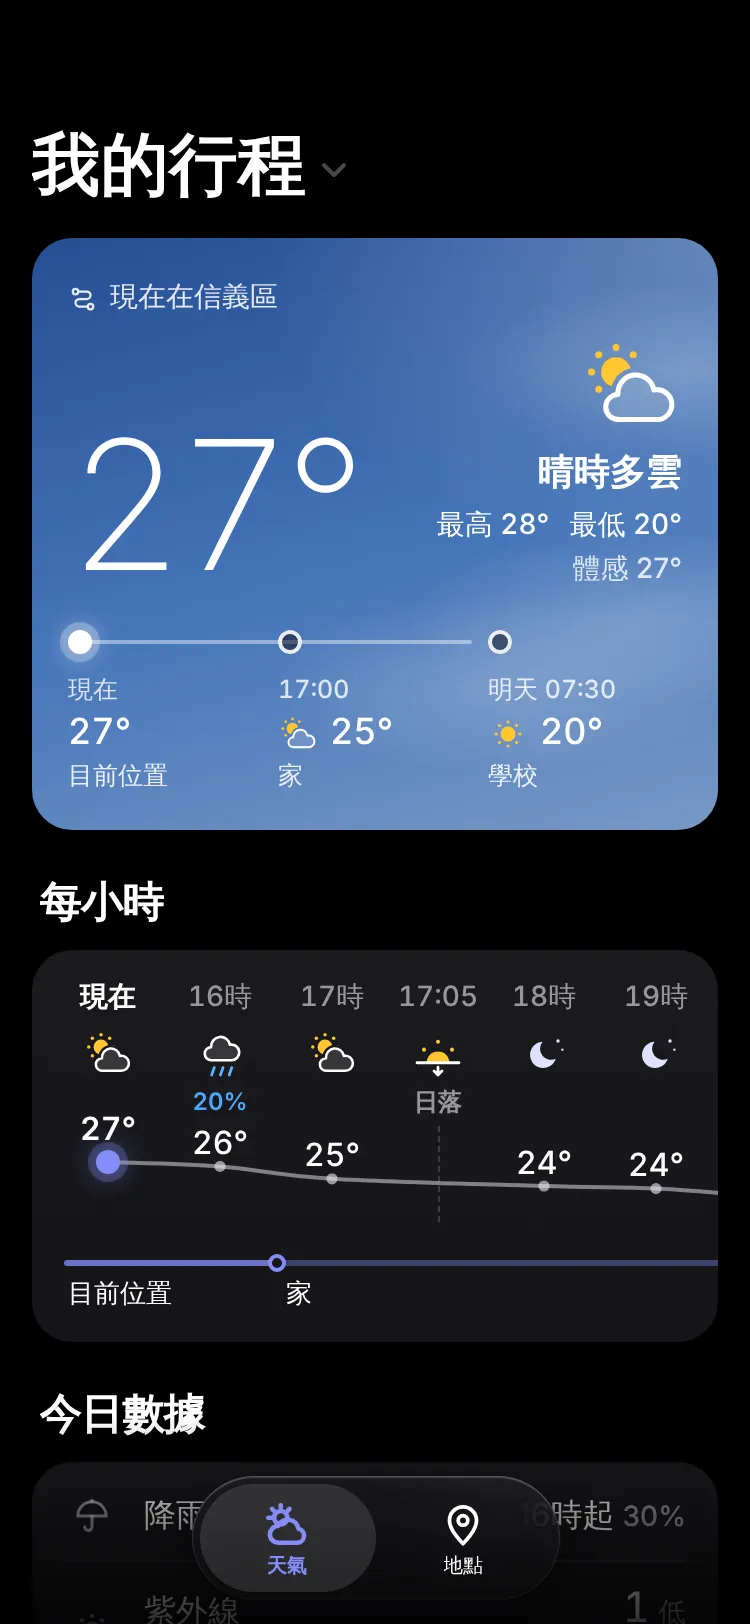 我的行程
現在在信義區
27°
晴時多雲
最高 28° 最低 20°
體感 27°
現在 17:00 明天 07:30
27° 25° 20°
目前位置 家 學校
每小時
現在 16時 17時 17:05 18時 19時
20% 日落
27° 26° 25° 24° 24°
目前位置 家
今日數據
降雨 16時起 30%
天氣 地點
紫外線 1 低